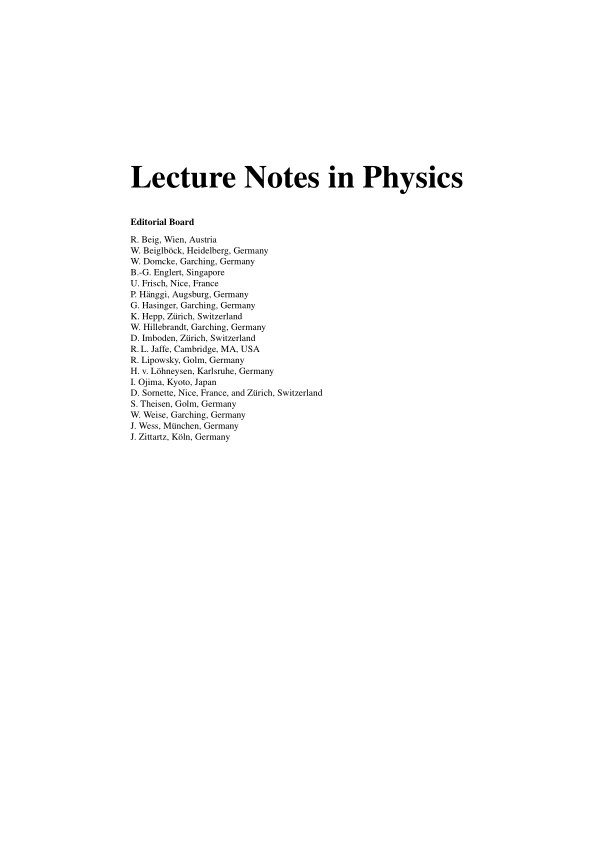 Lecture Notes in Physics
Editorial Board
R. Beig, Wien, Austria
W. Beiglböck, Heidelberg, Germany
W. Domcke, Garching, Germany
B.-G. Englert, Singapore
U. Frisch, Nice, France
P. Hänggi, Augsburg, Germany
G. Hasinger, Garching, Germany
K. Hepp, Zürich, Switzerland
W. Hillebrandt, Garching, Germany
D. Imboden, Zürich, Switzerland
R. L. Jaffe, Cambridge, MA, USA
R. Lipowsky, Golm, Germany
H. v. Löhneysen, Karlsruhe, Germany
I. Ojima, Kyoto, Japan
D. Sornette, Nice, France, and Zürich, Switzerland
S. Theisen, Golm, Germany
W. Weise, Garching, Germany
J. Wess, München, Germany
J. Zittartz, Köln, Germany